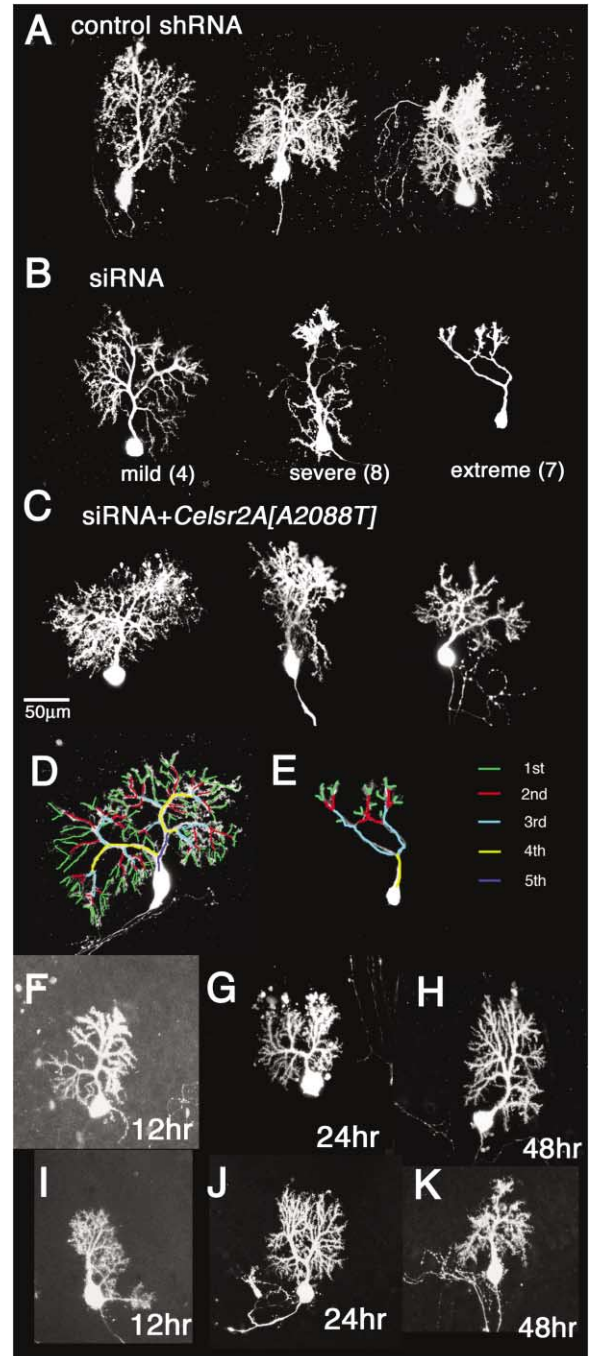 A control shRNA
B siRNA
mild (4) severe (8) extreme (7)
C siRNA+Celsr2A[A2088T]
50μm
D E
1st
2nd
3rd
4th
5th
F G H
12hr 24hr 48hr
I J K
12hr 24hr 48hr